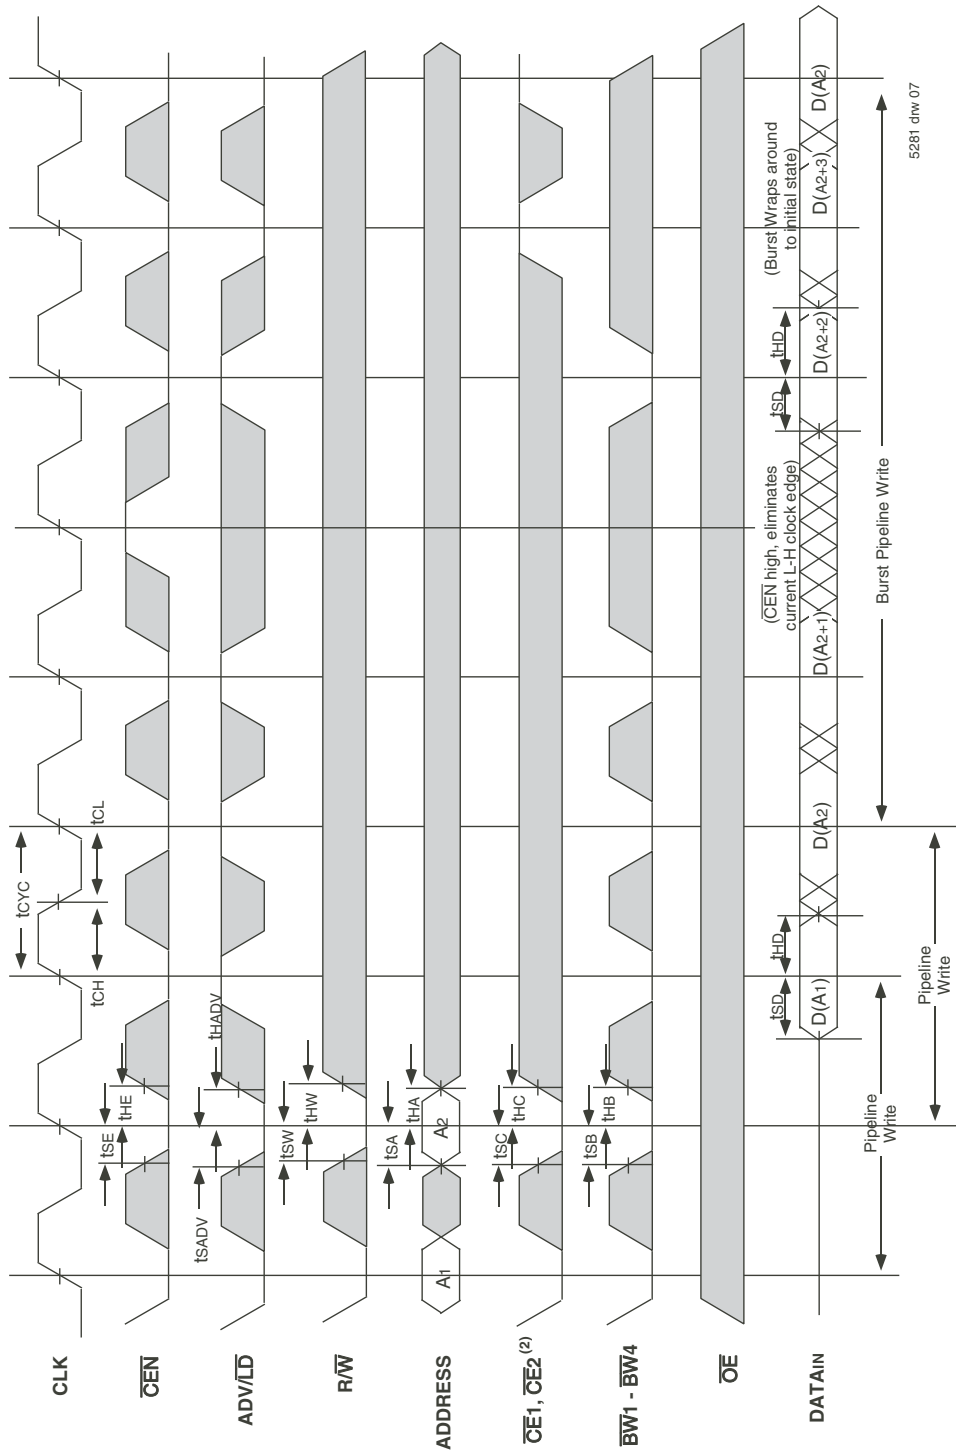 tCYC
CLK
tCH
tCL
tSE
tHE
CEN
tSADV
tHADV
ADV/LD
tSW
tHW
R/W
tSA
tHA
ADDRESS
A1
A2
tSC
tHC
CE1, CE2 (2)
tSB
tHB
BW1 - BW4
OE
tSD
tHD
(CEN high, eliminates
current L-H clock edge)
tSD
tHD
(Burst Wraps around
to initial state)
DATAIN
D(A1)
D(A2)
D(A2+1)
D(A2+2)
D(A2+3)
D(A2)
Pipeline
Write
Burst Pipeline Write
Pipeline
Write
5281 drw 07